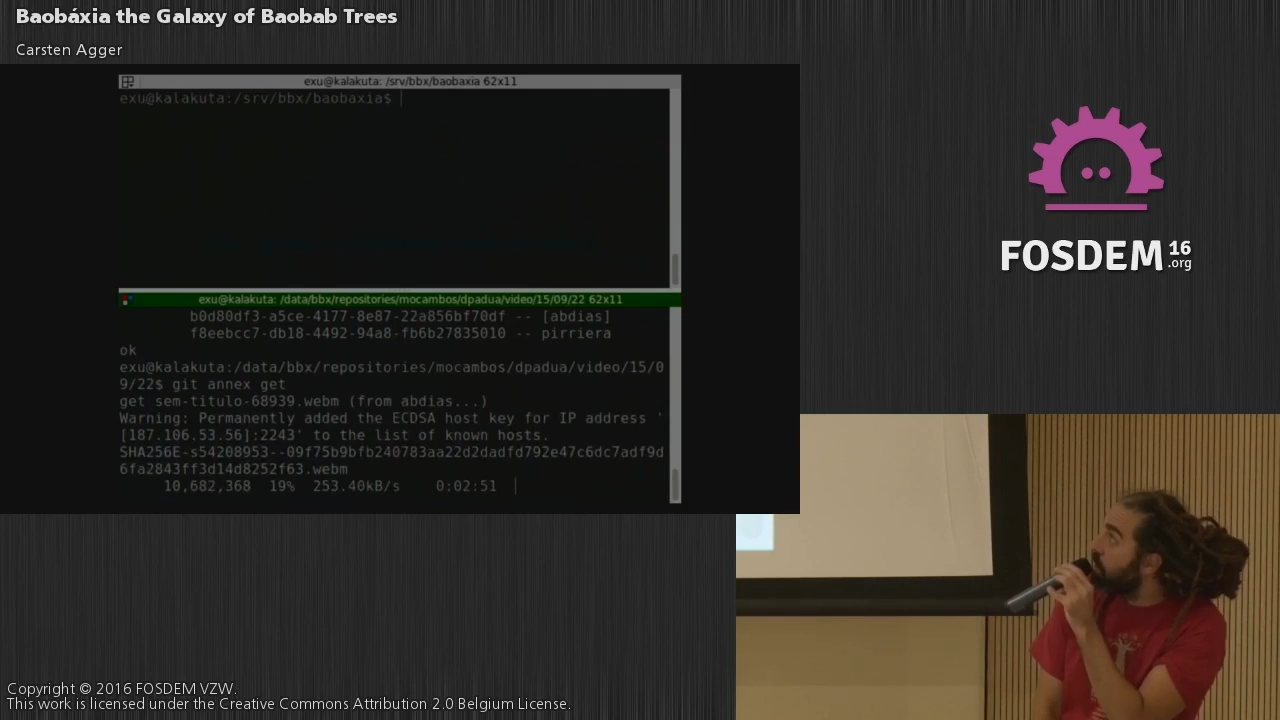 Baobáxia the Galaxy of Baobab Trees
Carsten Agger
exu@kalakuta: /srv/bbx/baobaxia 62x11
exu@kalakuta:/srv/bbx/baobaxia$
exu@kalakuta: /data/bbx/repositories/mocambos/dpadua/video/15/09/22 62x11
b0d80df3-a5ce-4177-8e87-22a856bf70df -- [abdias]
f8eebcc7-db18-4492-94a8-fb6b27835010 -- pirriera
ok
exu@kalakuta:/data/bbx/repositories/mocambos/dpadua/video/15/0
9/22$ git annex get
get sem-titulo-68939.webm (from abdias...)
Warning: Permanently added the ECDSA host key for IP address '
[187.106.53.56]:2243' to the list of known hosts.
SHA256E-s54208953--09f75b9bfb240783aa22d2dadfd792e47c6dc7adf9d
6fa2843ff3d14d8252f63.webm
10,682,368 19% 253.40kB/s 0:02:51
FOSDEM 16
.org
Copyright © 2016 FOSDEM VZW.
This work is licensed under the Creative Commons Attribution 2.0 Belgium License.